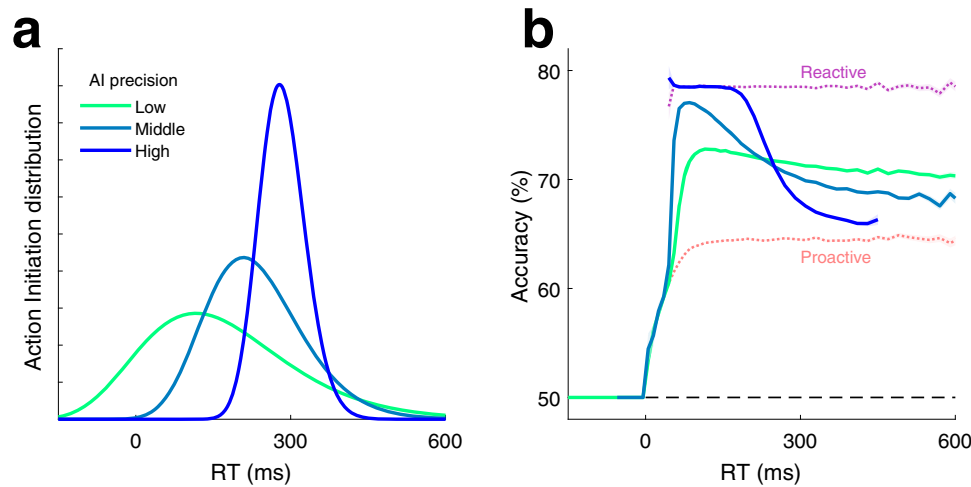 a
AI precision
Low
Middle
High
Action Initiation distribution
0
300
600
RT (ms)
b
80
70
60
50
Accuracy (%)
Reactive
Proactive
0
300
600
RT (ms)